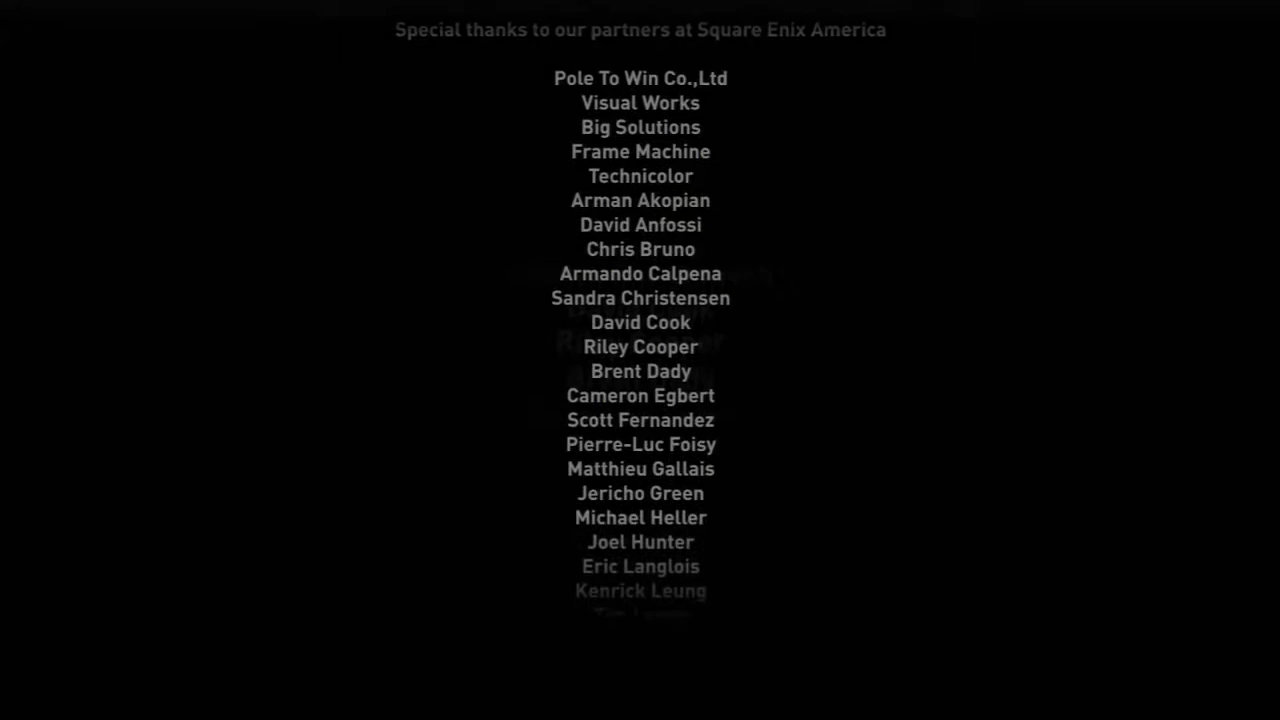 Special thanks to our partners at Square Enix America
Pole To Win Co.,Ltd
Visual Works
Big Solutions
Frame Machine
Technicolor
Arman Akopian
David Anfossi
Chris Bruno
Armando Calpena
Sandra Christensen
David Cook
Riley Cooper
Brent Dady
Cameron Egbert
Scott Fernandez
Pierre-Luc Foisy
Matthieu Gallais
Jericho Green
Michael Heller
Joel Hunter
Eric Langlois
Kenrick Leung